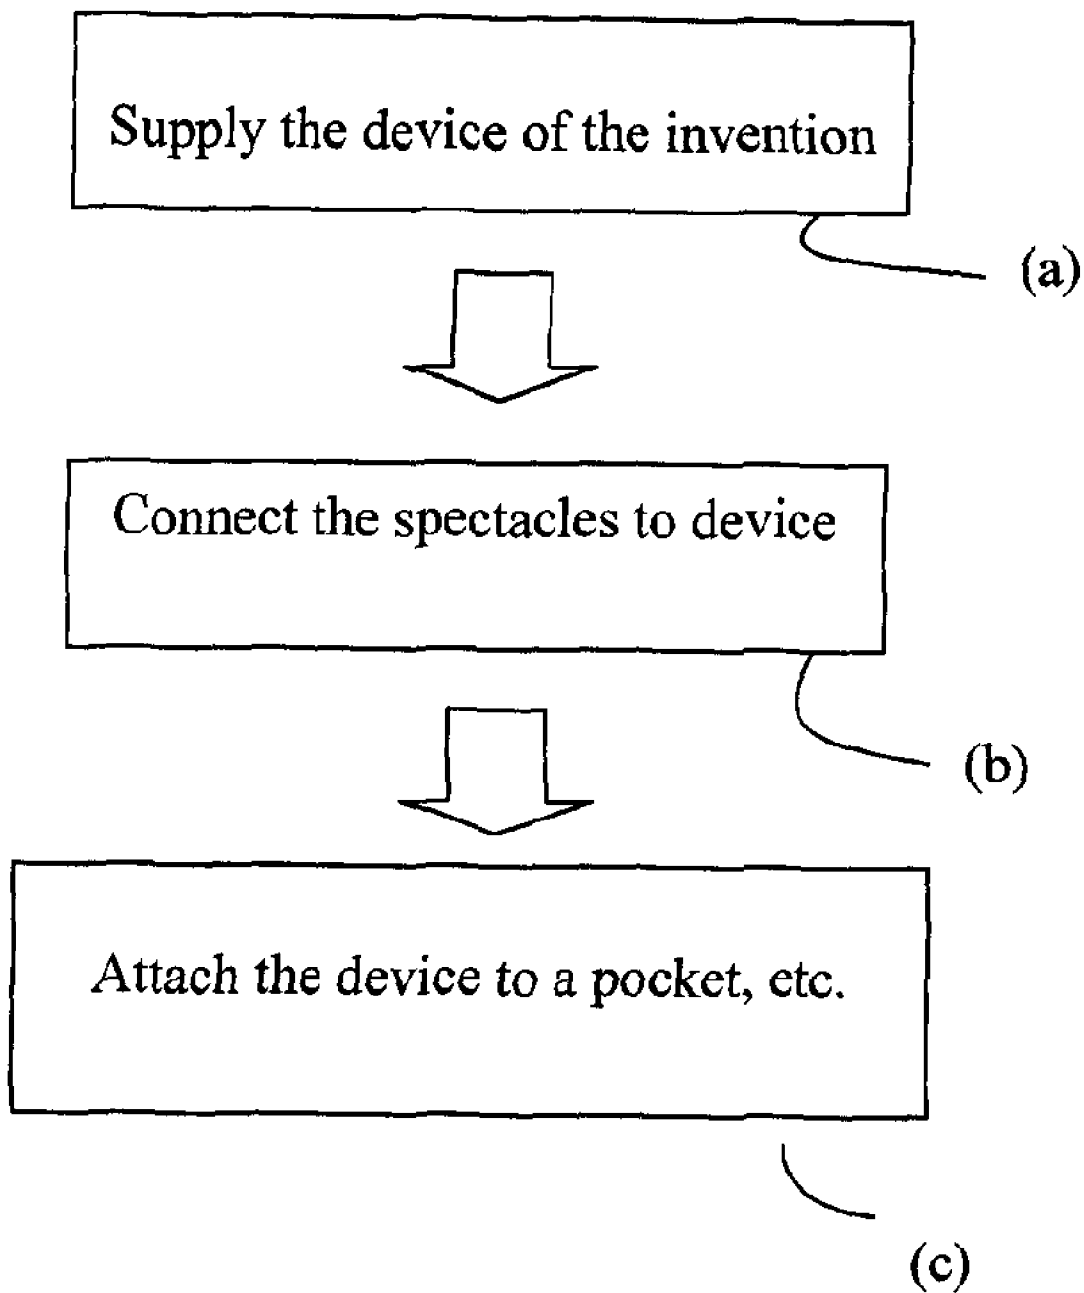 Supply the device of the invention
(a)
Connect the spectacles to device
(b)
Attach the device to a pocket, etc.
(c)